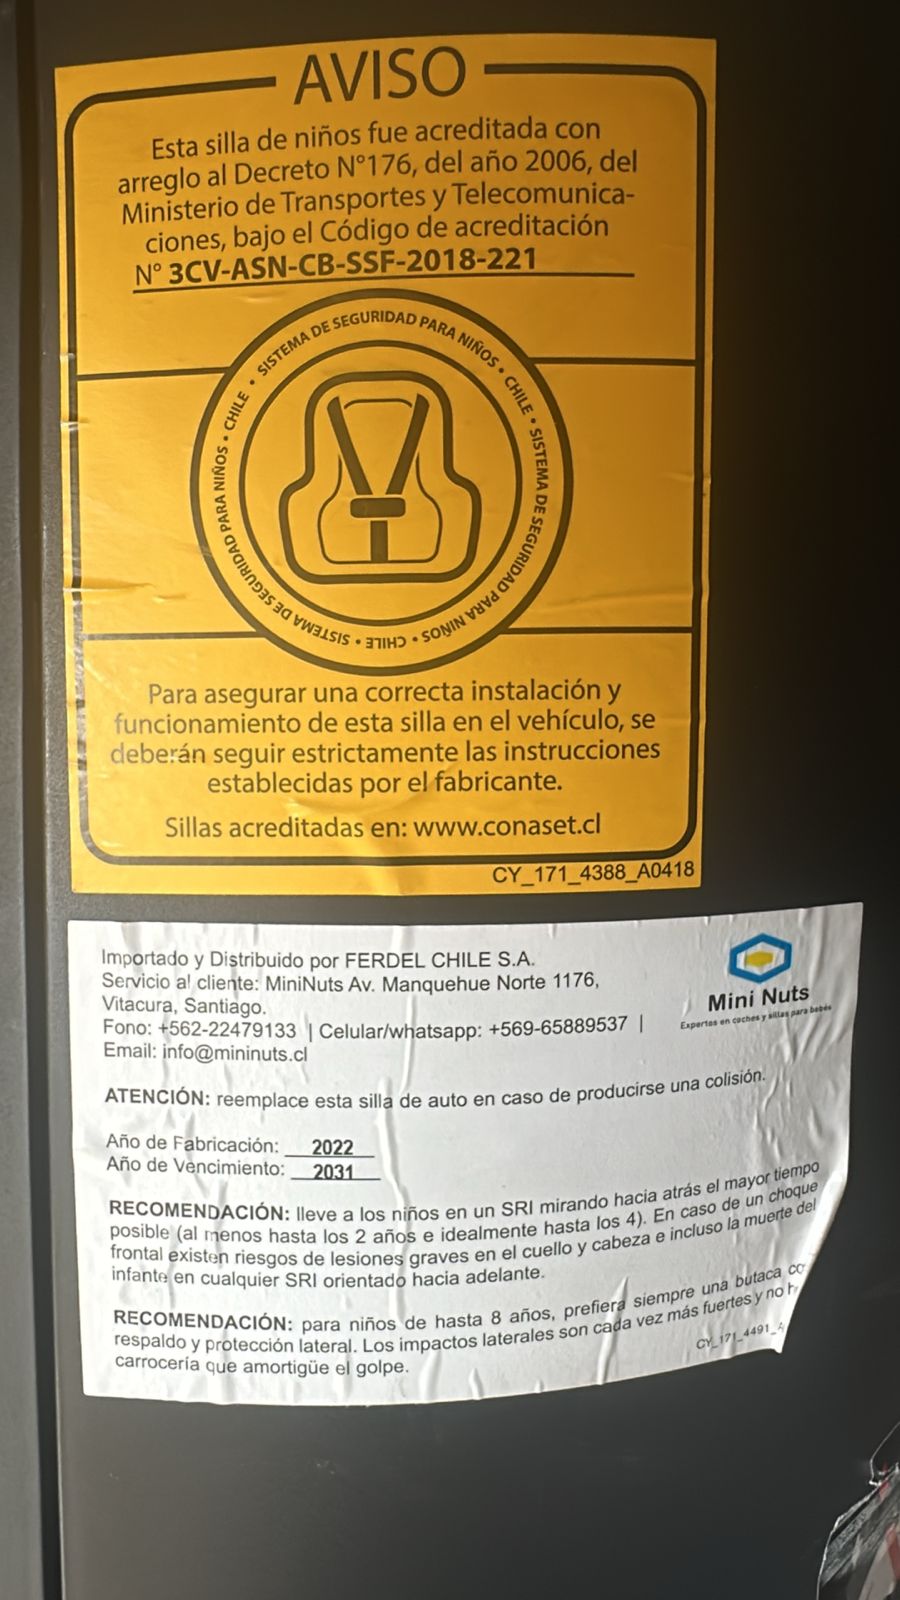 AVISO
Esta silla de niños fue acreditada con
arreglo al Decreto N°176, del año 2006, del
Ministerio de Transportes y Telecomunica-
ciones, bajo el Código de acreditación
N° 3CV-ASN-CB-SSF-2018-221
SISTEMA DE SEGURIDAD PARA NIÑOS • CHILE • SISTEMA DE SEGURIDAD PARA NIÑOS • CHILE • SISTEMA DE SEGURIDAD PARA NIÑOS • CHILE •
Para asegurar una correcta instalación y
funcionamiento de esta silla en el vehículo, se
deberán seguir estrictamente las instrucciones
establecidas por el fabricante.
Sillas acreditadas en: www.conaset.cl
CY_171_4388_A0418
Importado y Distribuido por FERDEL CHILE S.A.
Servicio al cliente: MiniNuts Av. Manquehue Norte 1176,
Vitacura, Santiago.
Fono: +562-22479133 | Celular/whatsapp: +569-65889537 |
Email: info@mininuts.cl
Mini Nuts
Expertos en coches y sillas para bebés
ATENCIÓN: reemplace esta silla de auto en caso de producirse una colisión.
Año de Fabricación: 2022
Año de Vencimiento: 2031
RECOMENDACIÓN: lleve a los niños en un SRI mirando hacia atrás el mayor tiempo
posible (al menos hasta los 2 años e idealmente hasta los 4). En caso de un choque
frontal existen riesgos de lesiones graves en el cuello y cabeza e incluso la muerte del
infante en cualquier SRI orientado hacia adelante.
RECOMENDACIÓN: para niños de hasta 8 años, prefiera siempre una butaca
respaldo y protección lateral. Los impactos laterales son cada vez más fuertes y no
carrocería que amortigüe el golpe.
CY_171_4491_